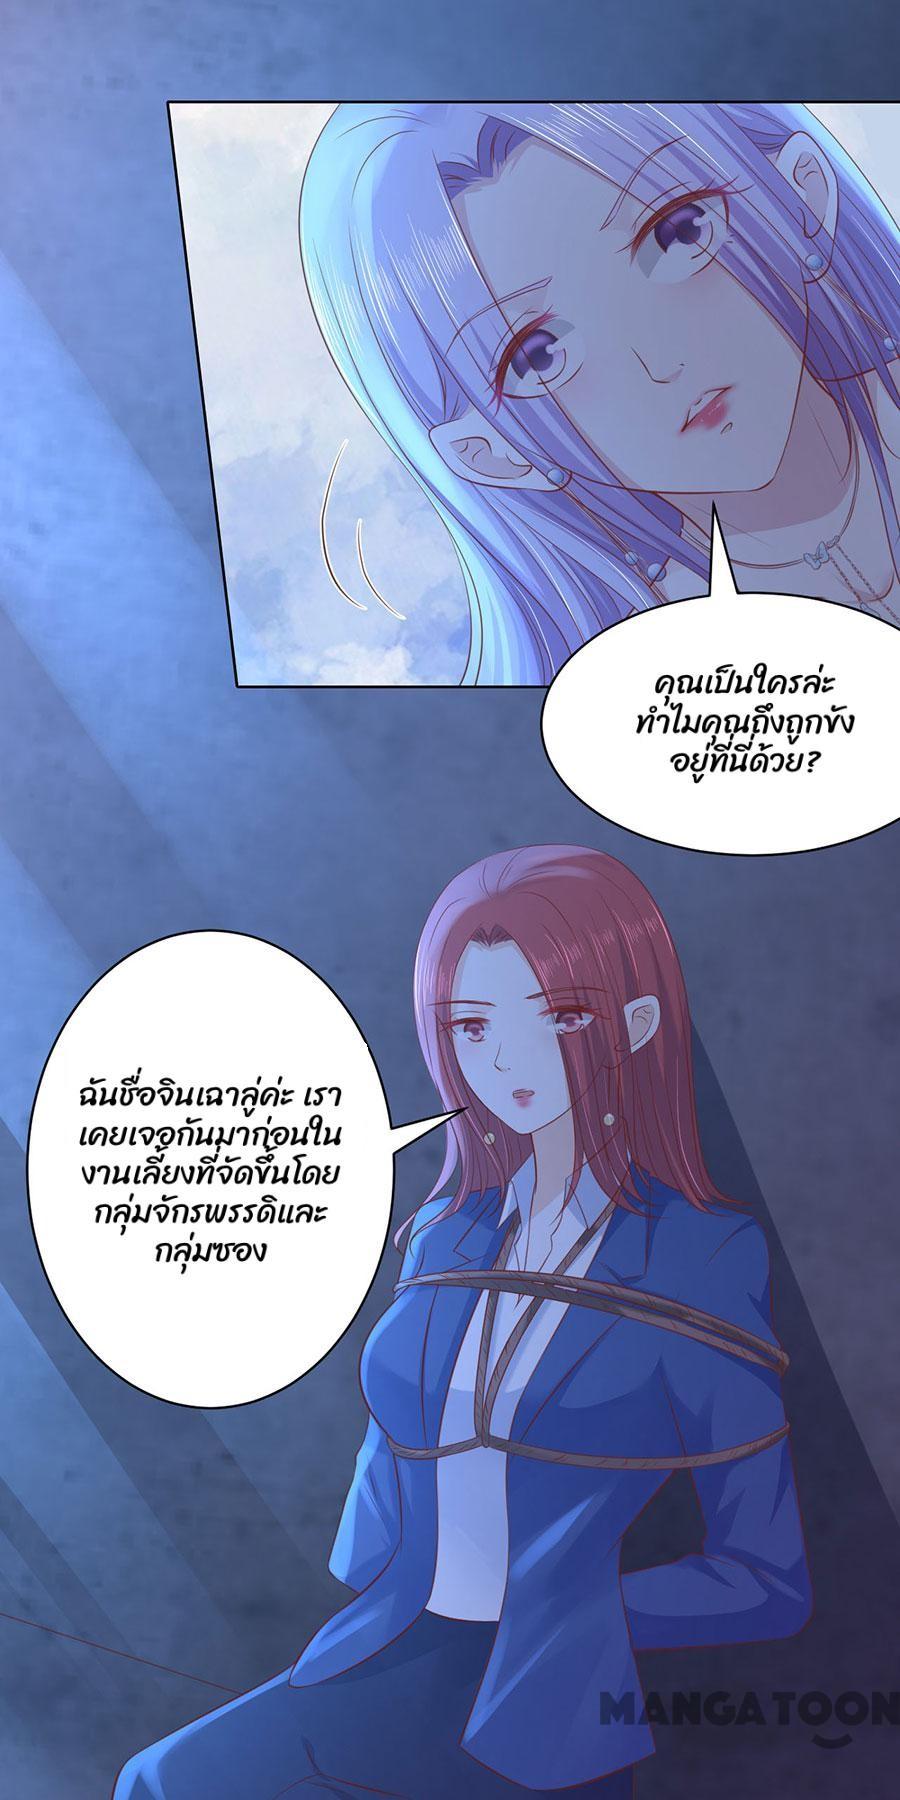 คุณเป็นใครล่ะ
ทำไมคุณถึงถูกขัง
อยู่ที่นี่ด้วย?
ฉันชื่อจินเฉาลู่ค่ะ เรา
เคยเจอกันมาก่อนใน
งานเลี้ยงที่จัดขึ้นโดย
กลุ่มจักรพรรดิและ
กลุ่มซอง
MANGA TOON